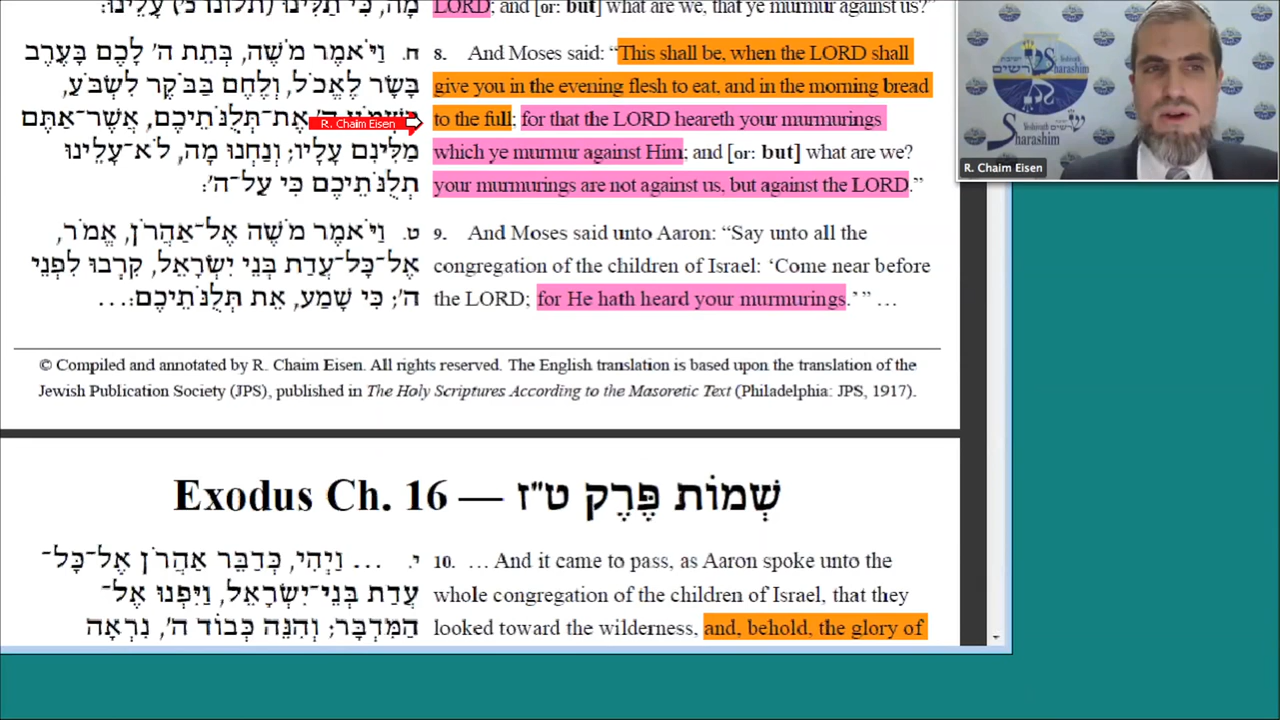 LORD; and [or: but] what are we, that ye murmur against us?”
מָה, כִּי תַלִּינוּ (תלונו כ') עָלֵינוּ:
8. And Moses said: “This shall be, when the LORD shall
give you in the evening flesh to eat, and in the morning bread
to the full; for that the LORD heareth your murmurings
which ye murmur against Him; and [or: but] what are we?
your murmurings are not against us, but against the LORD.”
ח. וַיֹּאמֶר מֹשֶׁה, בְּתֵת ה' לָכֶם בָּעֶרֶב
בָּשָׂר לֶאֱכֹל, וְלֶחֶם בַּבֹּקֶר לִשְׂבֹּעַ,
אֶת־תְּלֻנֹּתֵיכֶם, אֲשֶׁר־אַתֶּם
מַלִּינִם עָלָיו; וְנַחְנוּ מָה, לֹא־עָלֵינוּ
תְלֻנֹּתֵיכֶם כִּי עַל־ה':
R. Chaim Eisen
9. And Moses said unto Aaron: “Say unto all the
congregation of the children of Israel: ‘Come near before
the LORD; for He hath heard your murmurings.’ ” …
ט. וַיֹּאמֶר מֹשֶׁה אֶל־אַהֲרֹן, אֱמֹר,
אֶל־כָּל־עֲדַת בְּנֵי יִשְׂרָאֵל, קִרְבוּ לִפְנֵי
ה'; כִּי שָׁמַע, אֵת תְּלֻנֹּתֵיכֶם:…
© Compiled and annotated by R. Chaim Eisen. All rights reserved. The English translation is based upon the translation of the
Jewish Publication Society (JPS), published in The Holy Scriptures According to the Masoretic Text (Philadelphia: JPS, 1917).
Exodus Ch. 16 — שְׁמוֹת פֶּרֶק ט"ז
10. … And it came to pass, as Aaron spoke unto the
whole congregation of the children of Israel, that they
looked toward the wilderness, and, behold, the glory of
י. … וַיְהִי, כְּדַבֵּר אַהֲרֹן אֶל־כָּל־
עֲדַת בְּנֵי־יִשְׂרָאֵל, וַיִּפְנוּ אֶל־
הַמִּדְבָּר; וְהִנֵּה כְּבוֹד ה', נִרְאָה
ישיבת
שרשים
Yeshivath
Sharashim
R. Chaim Eisen